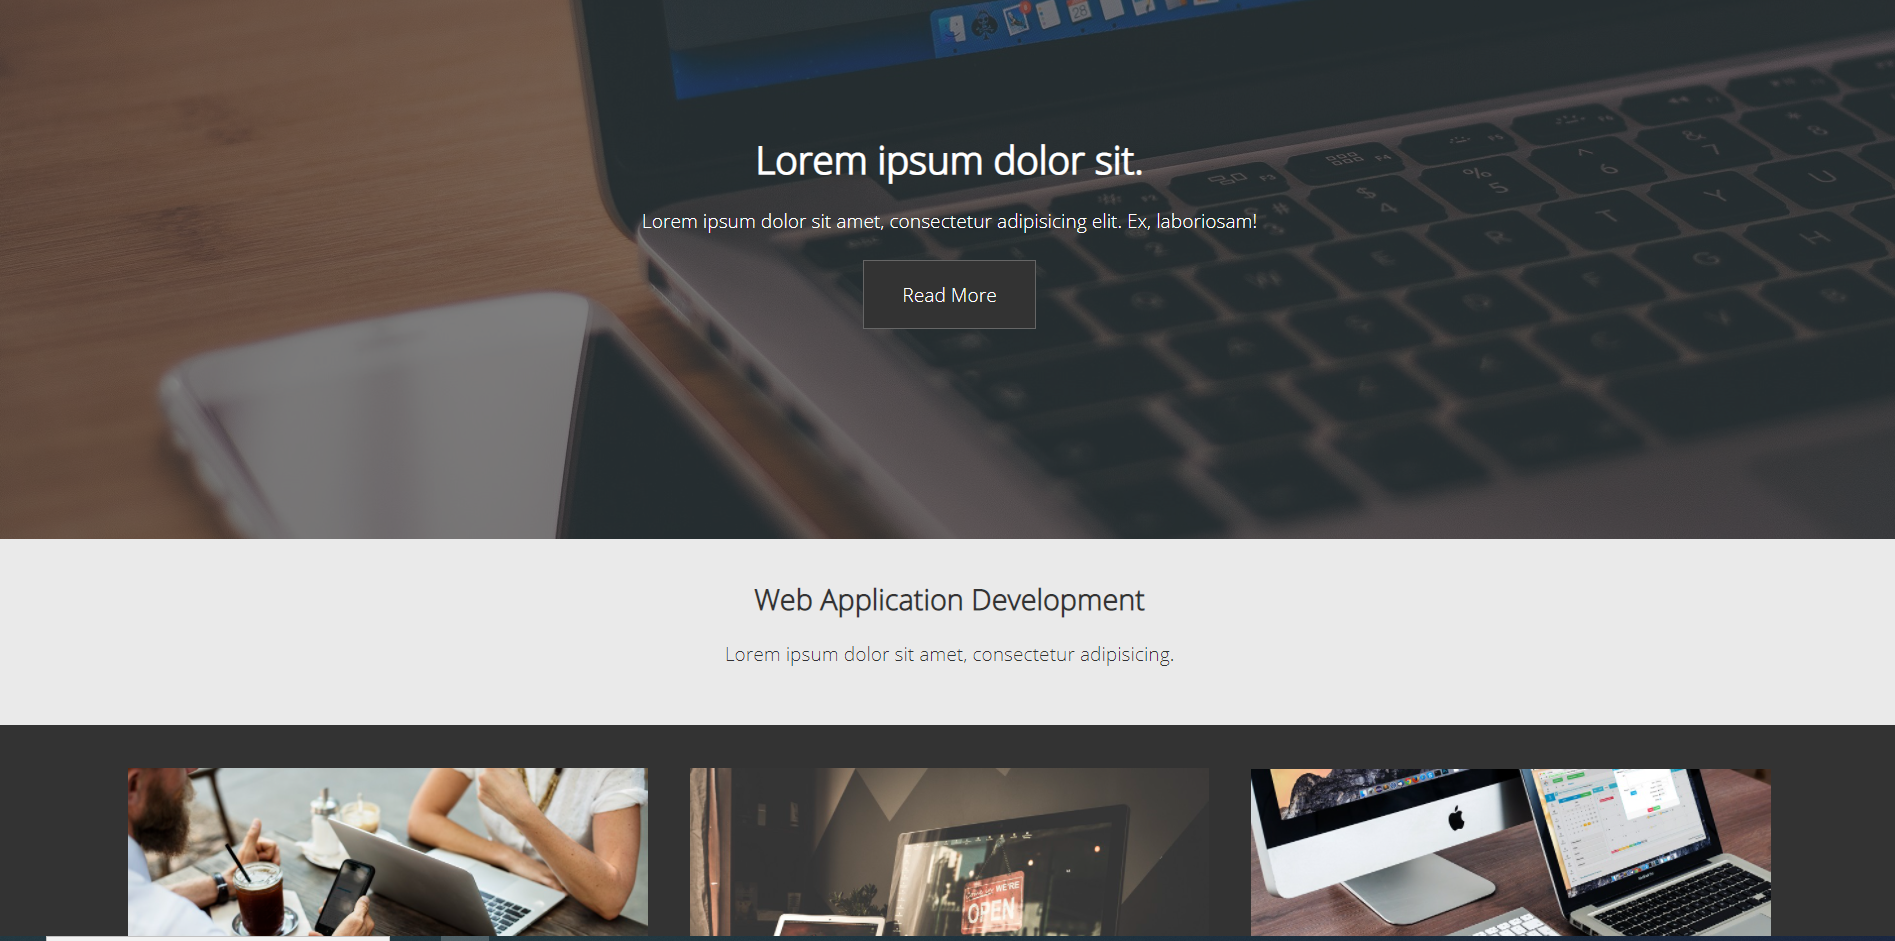 Lorem ipsum dolor sit.
Lorem ipsum dolor sit amet, consectetur adipisicing elit. Ex, laboriosam!
Read More
Web Application Development
Lorem ipsum dolor sit amet, consectetur adipisicing.
WE'RE
OPEN